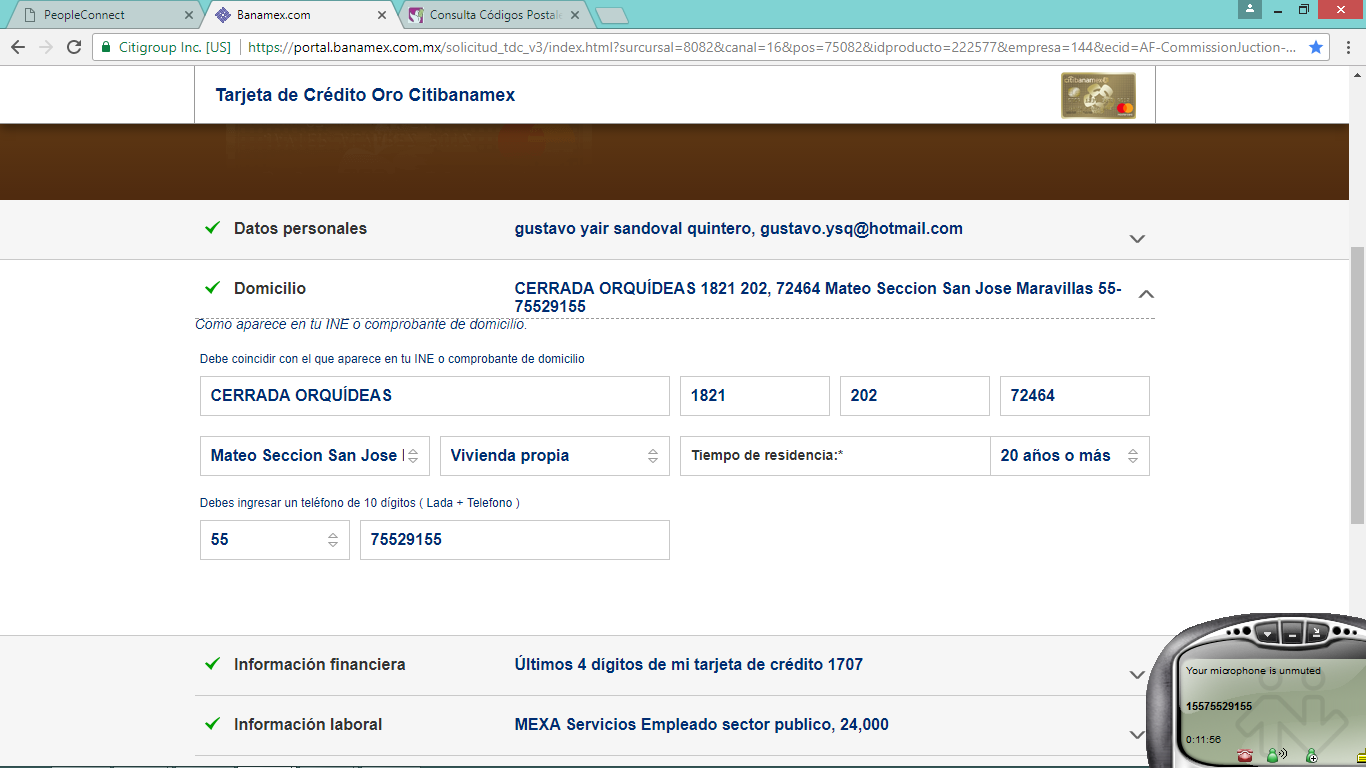 PeopleConnect
Banamex.com
Consulta Códigos Postale
Citigroup Inc. [US]
https://portal.banamex.com.mx/solicitud_tdc_v3/index.html?sursursal=8082&canal=16&pos=75082&idproducto=222577&empresa=144&ecid=AF-CommissionJuction-...
Tarjeta de Crédito Oro Citibanamex
citibanamex
Datos personales
gustavo yair sandoval quintero, gustavo.ysq@hotmail.com
Domicilio
CERRADA ORQUÍDEAS 1821 202, 72464 Mateo Seccion San Jose Maravillas 55-
75529155
Como aparece en tu INE o comprobante de domicilio.
Debe coincidir con el que aparece en tu INE o comprobante de domicilio
CERRADA ORQUÍDEAS
1821
202
72464
Mateo Seccion San Jose
Vivienda propia
Tiempo de residencia:*
20 años o más
Debes ingresar un teléfono de 10 dígitos ( Lada + Telefono )
55
75529155
Información financiera
Últimos 4 dígitos de mi tarjeta de crédito 1707
Información laboral
MEXA Servicios Empleado sector publico, 24,000
Your microphone is unmuted
15575529155
0:11:56